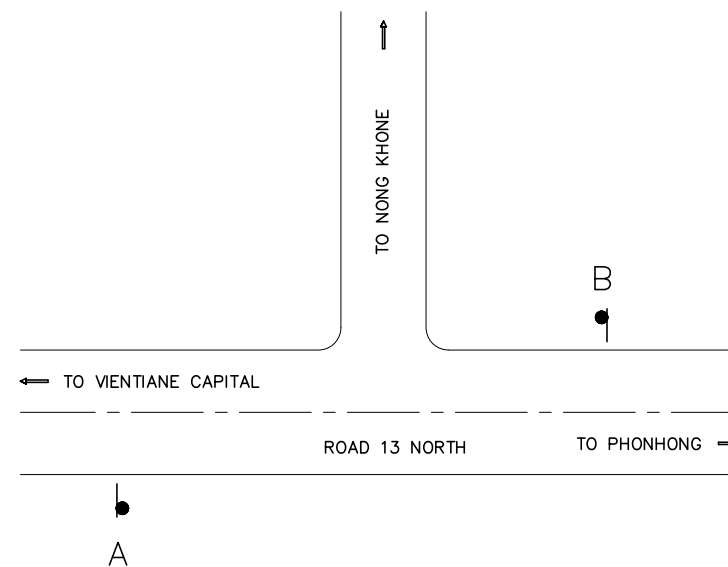 TO NONG KHONE
B
TO VIENTIANE CAPITAL
ROAD 13 NORTH
TO PHONHONG
A